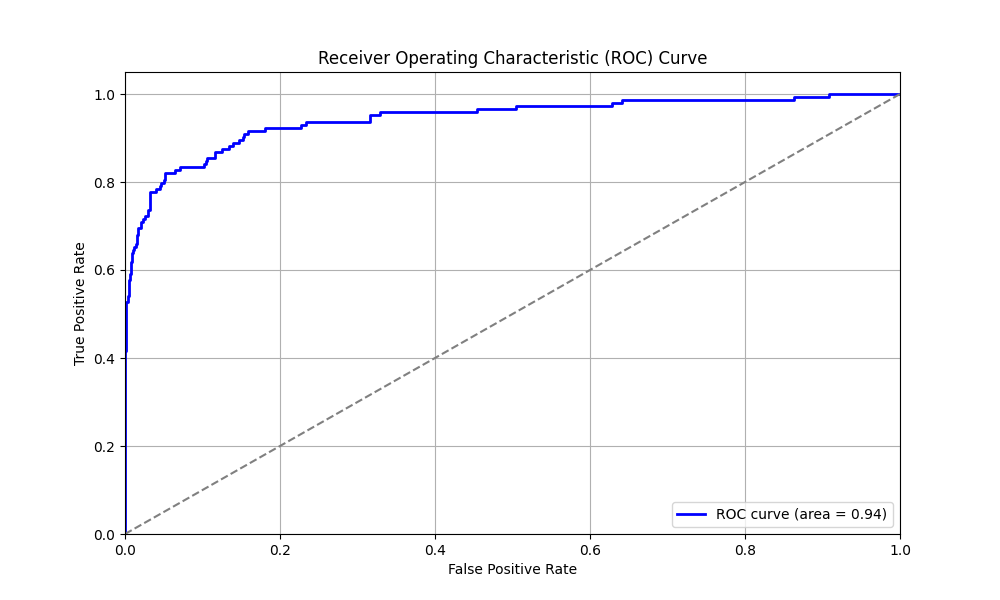 Receiver Operating Characteristic (ROC) Curve
True Positive Rate
1.0
0.8
0.6
0.4
0.2
0.0
ROC curve (area = 0.94)
0.0 0.2 0.4 0.6 0.8 1.0
False Positive Rate